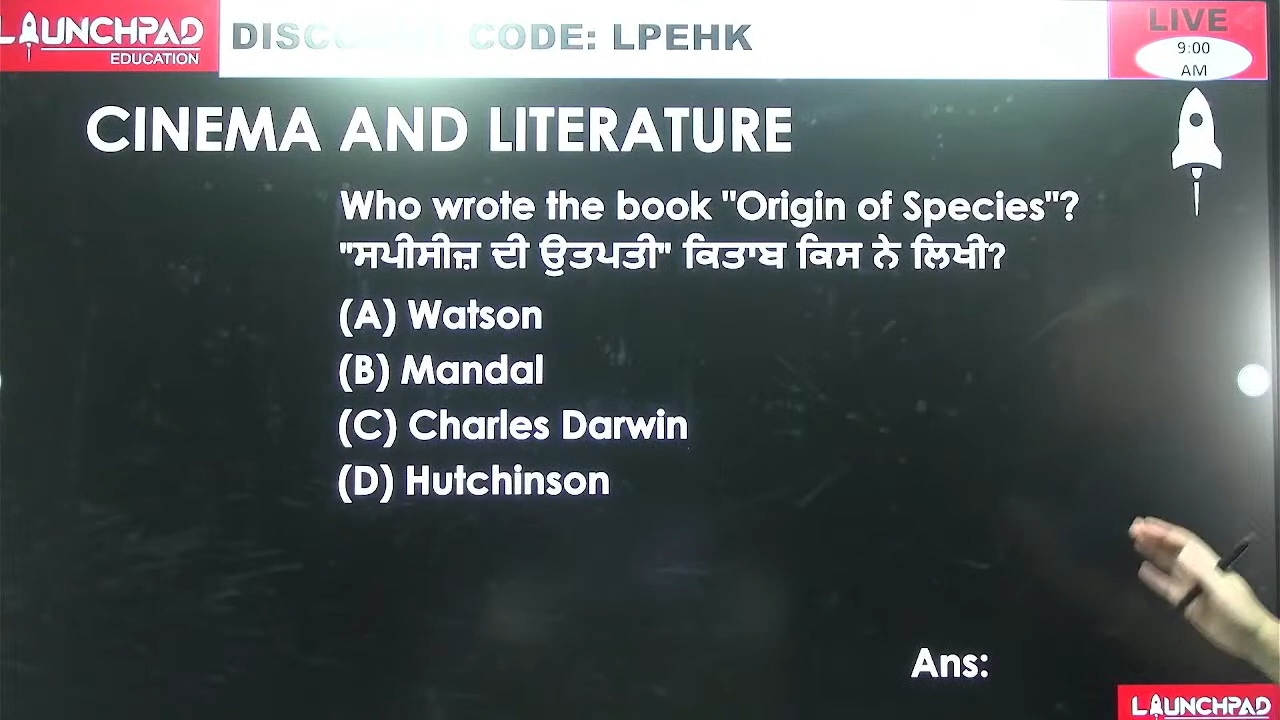 LAUNCHPAD
EDUCATION
CODE: LPEHK
LIVE
9:00
AM
CINEMA AND LITERATURE
Who wrote the book "Origin of Species"?
"ਸਪੀਸੀਜ਼ ਦੀ ਉਤਪਤੀ" ਕਿਤਾਬ ਕਿਸ ਨੇ ਲਿਖੀ?
(A) Watson
(B) Mandal
(C) Charles Darwin
(D) Hutchinson
Ans:
LAUNCHPAD